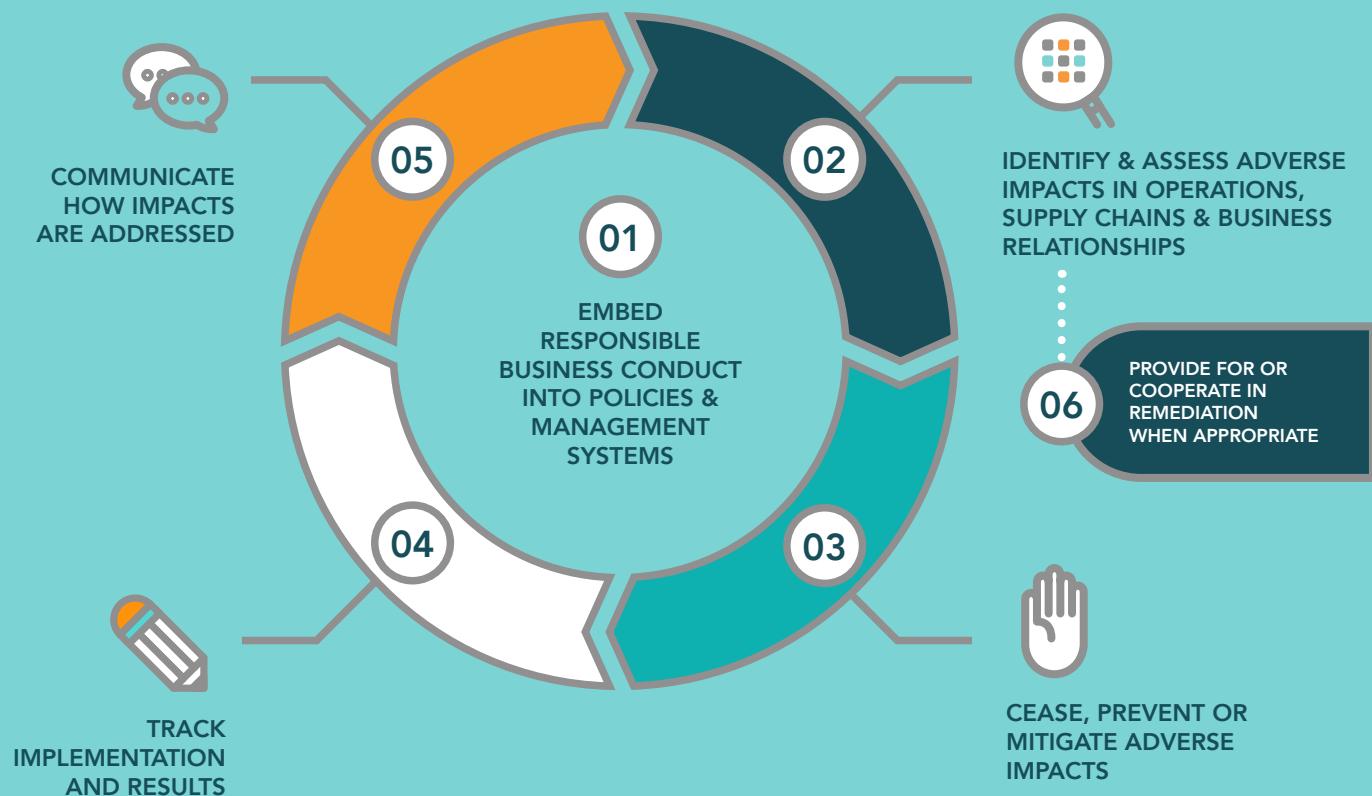 01
EMBED
RESPONSIBLE
BUSINESS CONDUCT
INTO POLICIES &
MANAGEMENT
SYSTEMS
02
IDENTIFY & ASSESS ADVERSE
IMPACTS IN OPERATIONS,
SUPPLY CHAINS & BUSINESS
RELATIONSHIPS
03
CEASE, PREVENT OR
MITIGATE ADVERSE
IMPACTS
04
TRACK
IMPLEMENTATION
AND RESULTS
05
COMMUNICATE
HOW IMPACTS
ARE ADDRESSED
06
PROVIDE FOR OR
COOPERATE IN
REMEDIATION
WHEN APPROPRIATE